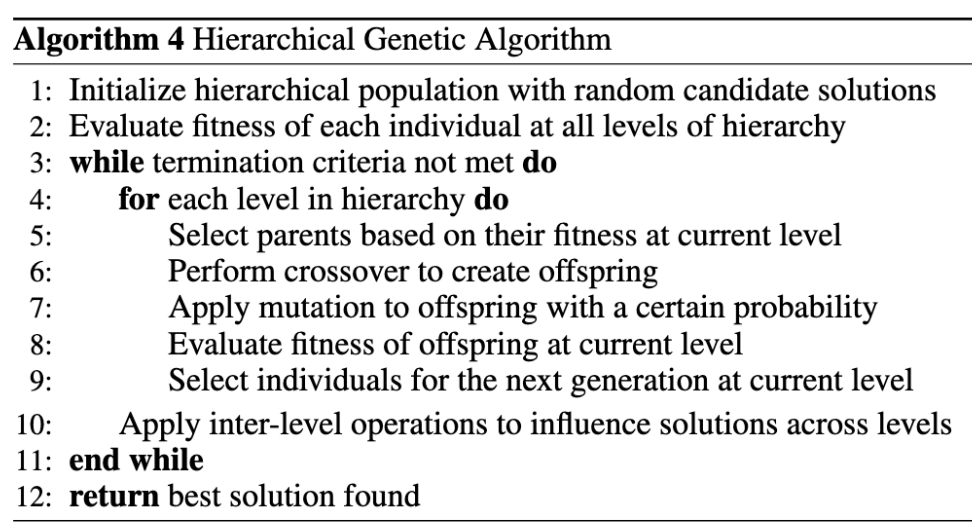 Algorithm 4 Hierarchical Genetic Algorithm
1: Initialize hierarchical population with random candidate solutions
2: Evaluate fitness of each individual at all levels of hierarchy
3: while termination criteria not met do
4: for each level in hierarchy do
5: Select parents based on their fitness at current level
6: Perform crossover to create offspring
7: Apply mutation to offspring with a certain probability
8: Evaluate fitness of offspring at current level
9: Select individuals for the next generation at current level
10: Apply inter-level operations to influence solutions across levels
11: end while
12: return best solution found